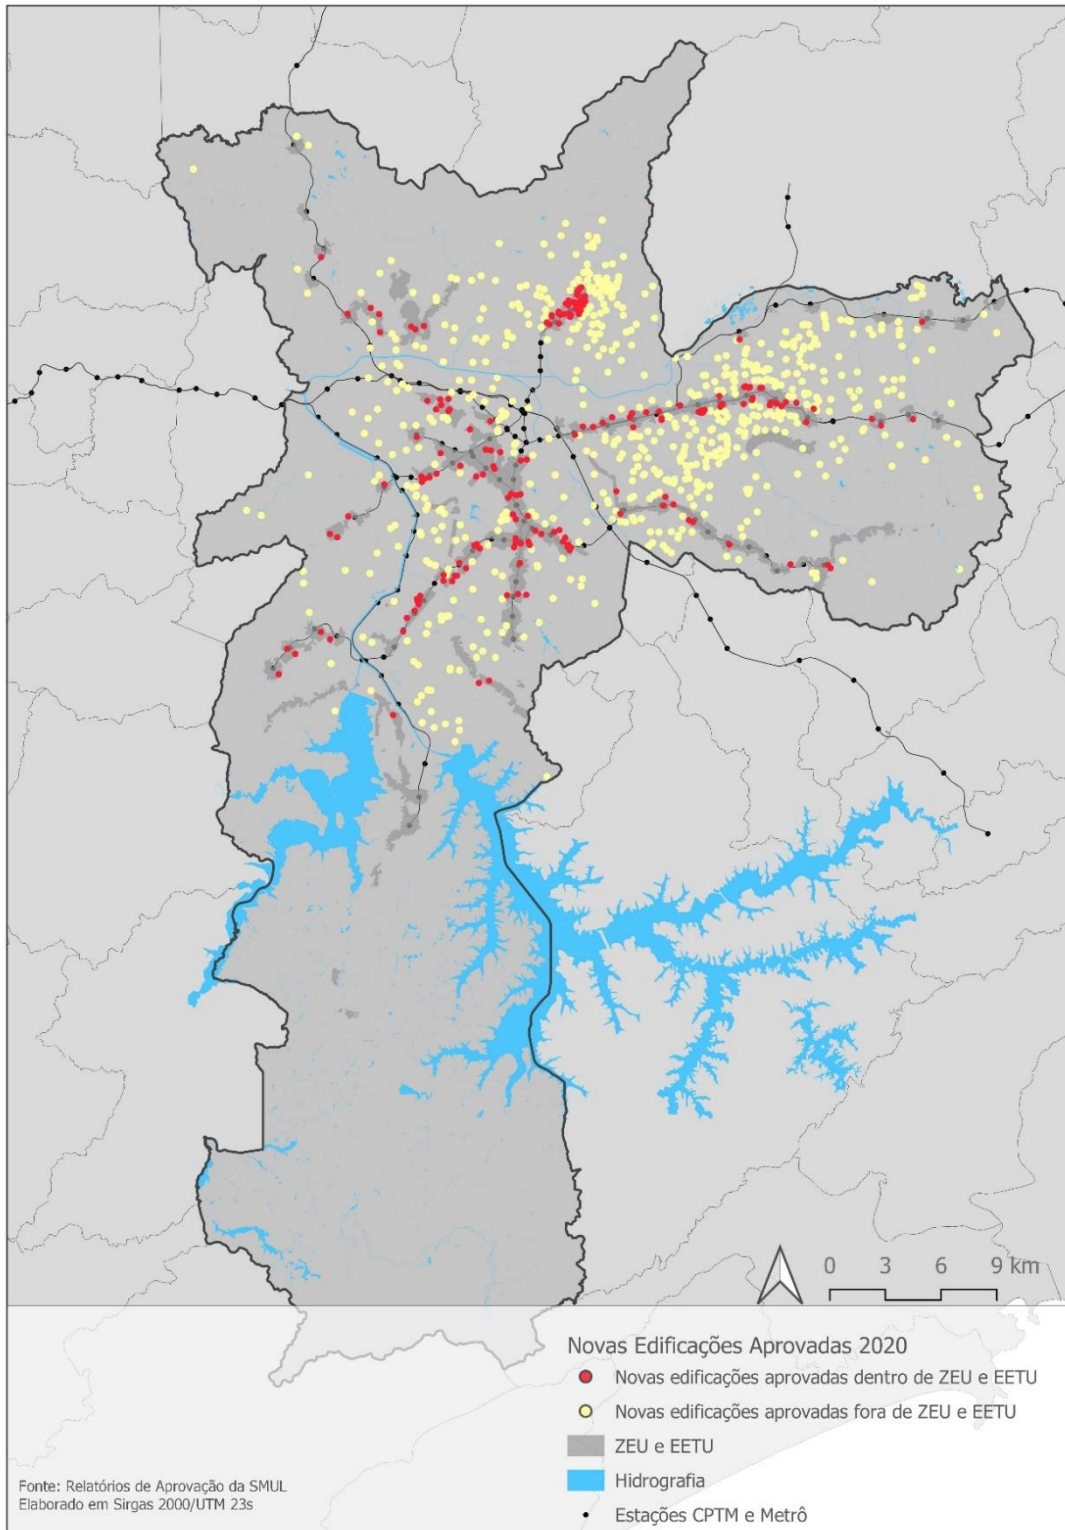 0 3 6 9 km
Novas Edificações Aprovadas 2020
Novas edificações aprovadas dentro de ZEU e EETU
Novas edificações aprovadas fora de ZEU e EETU
ZEU e EETU
Hidrografia
Estações CPTM e Metrô
Fonte: Relatórios de Aprovação da SMUL
Elaborado em Sirgas 2000/UTM 23s